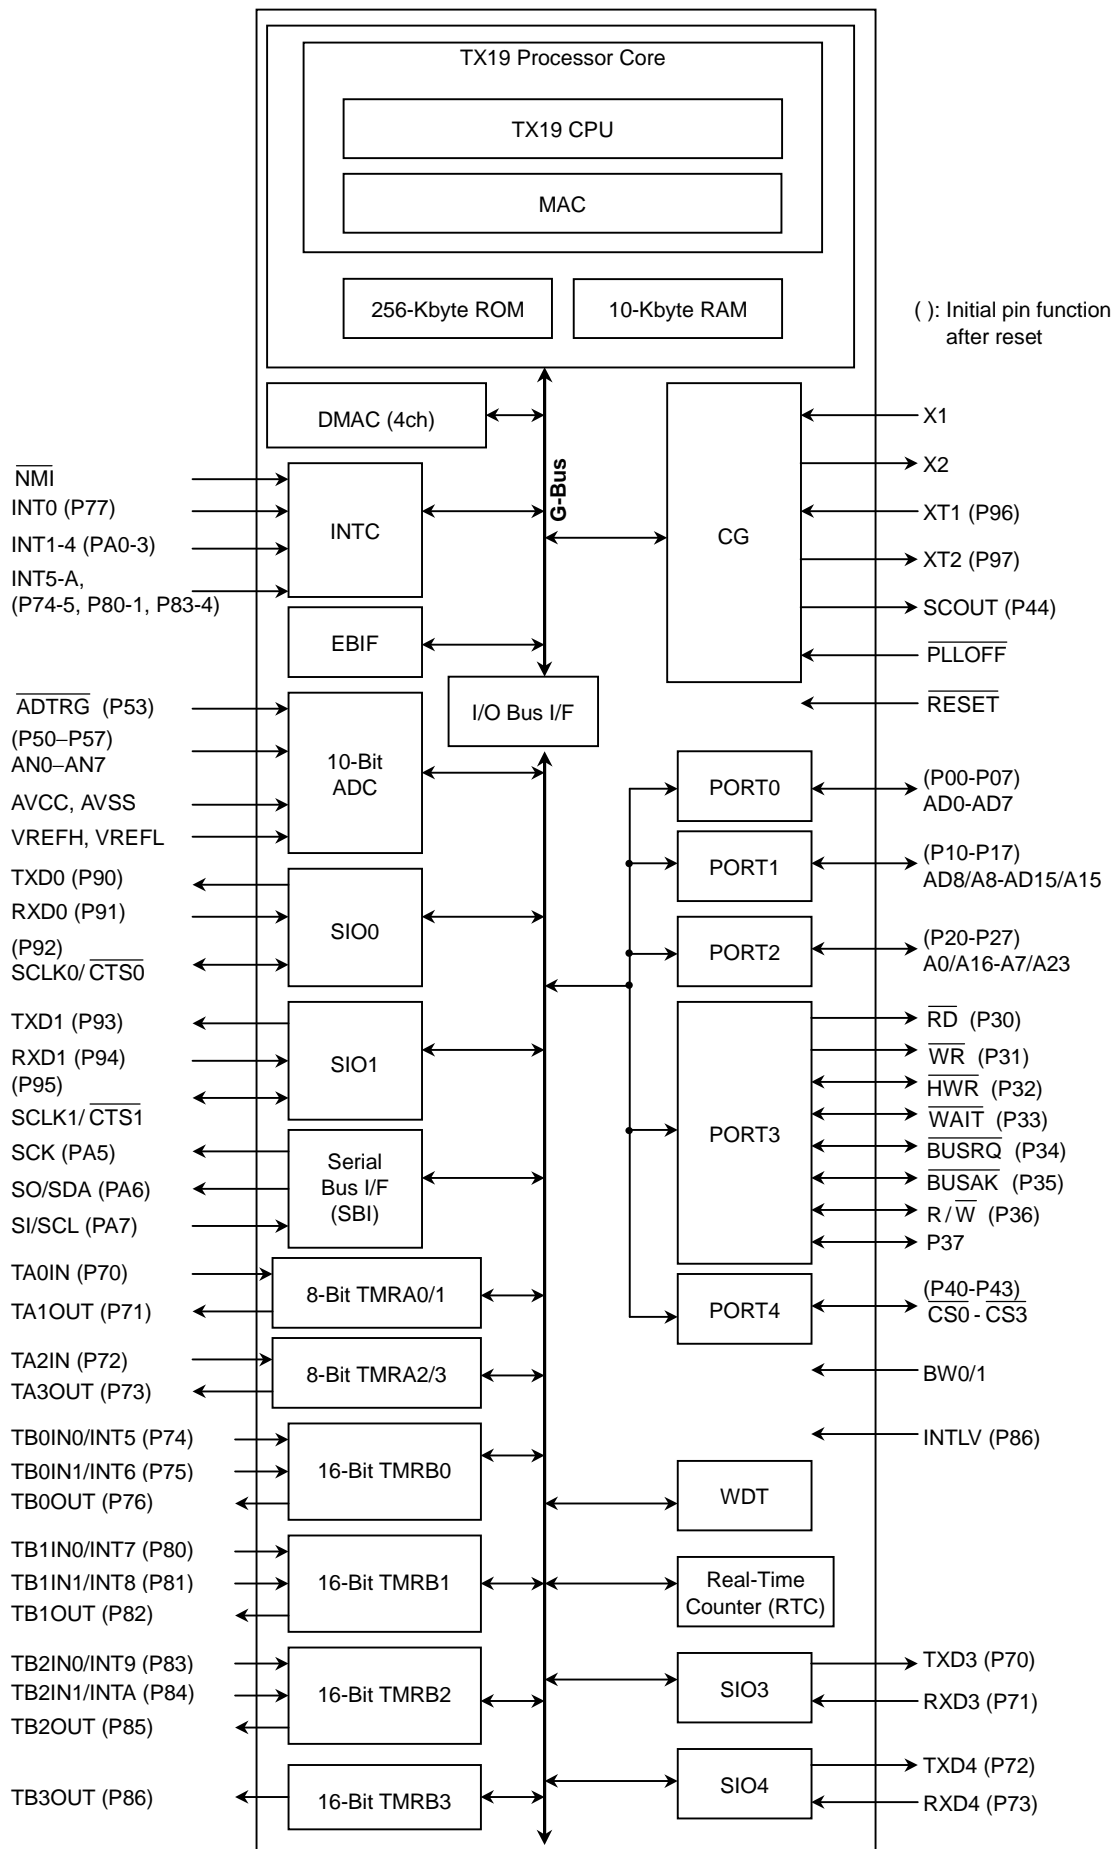 TX19 Processor Core
TX19 CPU
MAC
256-Kbyte ROM
10-Kbyte RAM
( ): Initial pin function
after reset
DMAC (4ch)
G-Bus
NMI
INT0 (P77)
INT1-4 (PA0-3)
INT5-A,
(P74-5, P80-1, P83-4)
INTC
EBIF
CG
X1
X2
XT1 (P96)
XT2 (P97)
SCOUT (P44)
PLLOFF
RESET
I/O Bus I/F
ADTRG (P53)
(P50–P57)
AN0–AN7
AVCC, AVSS
VREFH, VREFL
10-Bit
ADC
TXD0 (P90)
RXD0 (P91)
(P92)
SCLK0/ CTS0
SIO0
TXD1 (P93)
RXD1 (P94)
(P95)
SCLK1/ CTS1
SIO1
SCK (PA5)
SO/SDA (PA6)
SI/SCL (PA7)
Serial
Bus I/F
(SBI)
TA0IN (P70)
TA1OUT (P71)
8-Bit TMRA0/1
TA2IN (P72)
TA3OUT (P73)
8-Bit TMRA2/3
TB0IN0/INT5 (P74)
TB0IN1/INT6 (P75)
TB0OUT (P76)
16-Bit TMRB0
TB1IN0/INT7 (P80)
TB1IN1/INT8 (P81)
TB1OUT (P82)
16-Bit TMRB1
TB2IN0/INT9 (P83)
TB2IN1/INTA (P84)
TB2OUT (P85)
16-Bit TMRB2
TB3OUT (P86)
16-Bit TMRB3
PORT0
(P00-P07)
AD0-AD7
PORT1
(P10-P17)
AD8/A8-AD15/A15
PORT2
(P20-P27)
A0/A16-A7/A23
PORT3
RD (P30)
WR (P31)
HWR (P32)
WAIT (P33)
BUSRQ (P34)
BUSAK (P35)
R / W (P36)
P37
PORT4
(P40-P43)
CS0 - CS3
BW0/1
INTLV (P86)
WDT
Real-Time
Counter (RTC)
SIO3
TXD3 (P70)
RXD3 (P71)
SIO4
TXD4 (P72)
RXD4 (P73)